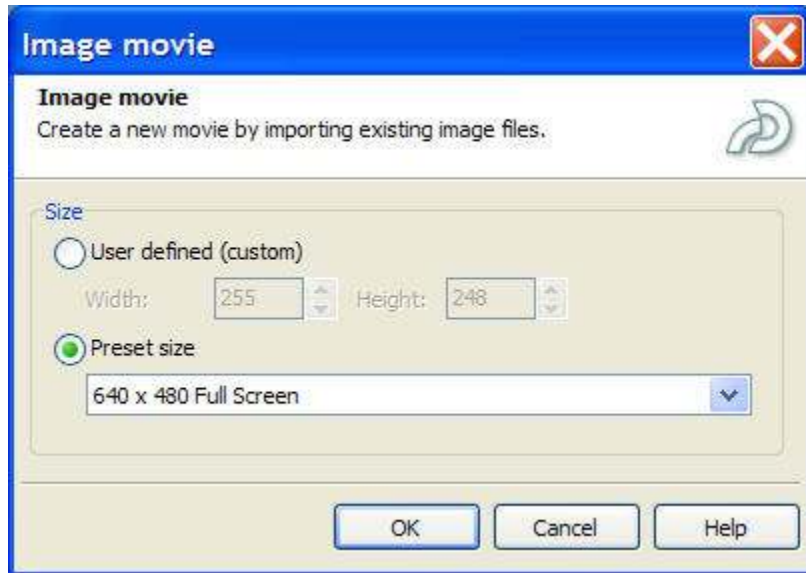 Image movie
Image movie
Create a new movie by importing existing image files.
Size
User defined (custom)
Width: 255 Height: 248
Preset size
640 x 480 Full Screen
OK Cancel Help